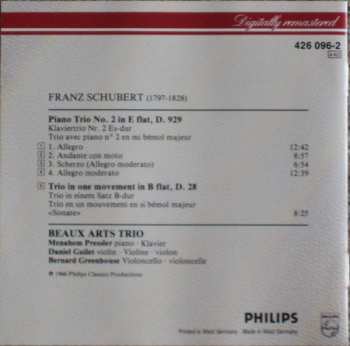 Digitally remastered
426 096-2
FRANZ SCHUBERT (1797-1828)
Piano Trio No. 2 in E flat, D. 929
Klaviertrio Nr. 2 Es-dur
Trio avec piano n° 2 en mi bémol majeur
1 1. Allegro 12:42
2 2. Andante con moto 8:57
3 3. Scherzo (Allegro moderato) 6:54
4 4. Allegro moderato 12:39
5 Trio in one movement in B flat, D. 28
Trio in einem Satz B-dur
Trio en un mouvement en si bémol majeur
«Sonate» 8:25
BEAUX ARTS TRIO
Menahem Pressler piano · Klavier
Daniel Guilet violin · Violine · violon
Bernard Greenhouse Violoncello · violoncelle
℗ 1966 Philips Classics Productions
PHILIPS
Printed in West Germany Made in West Germany